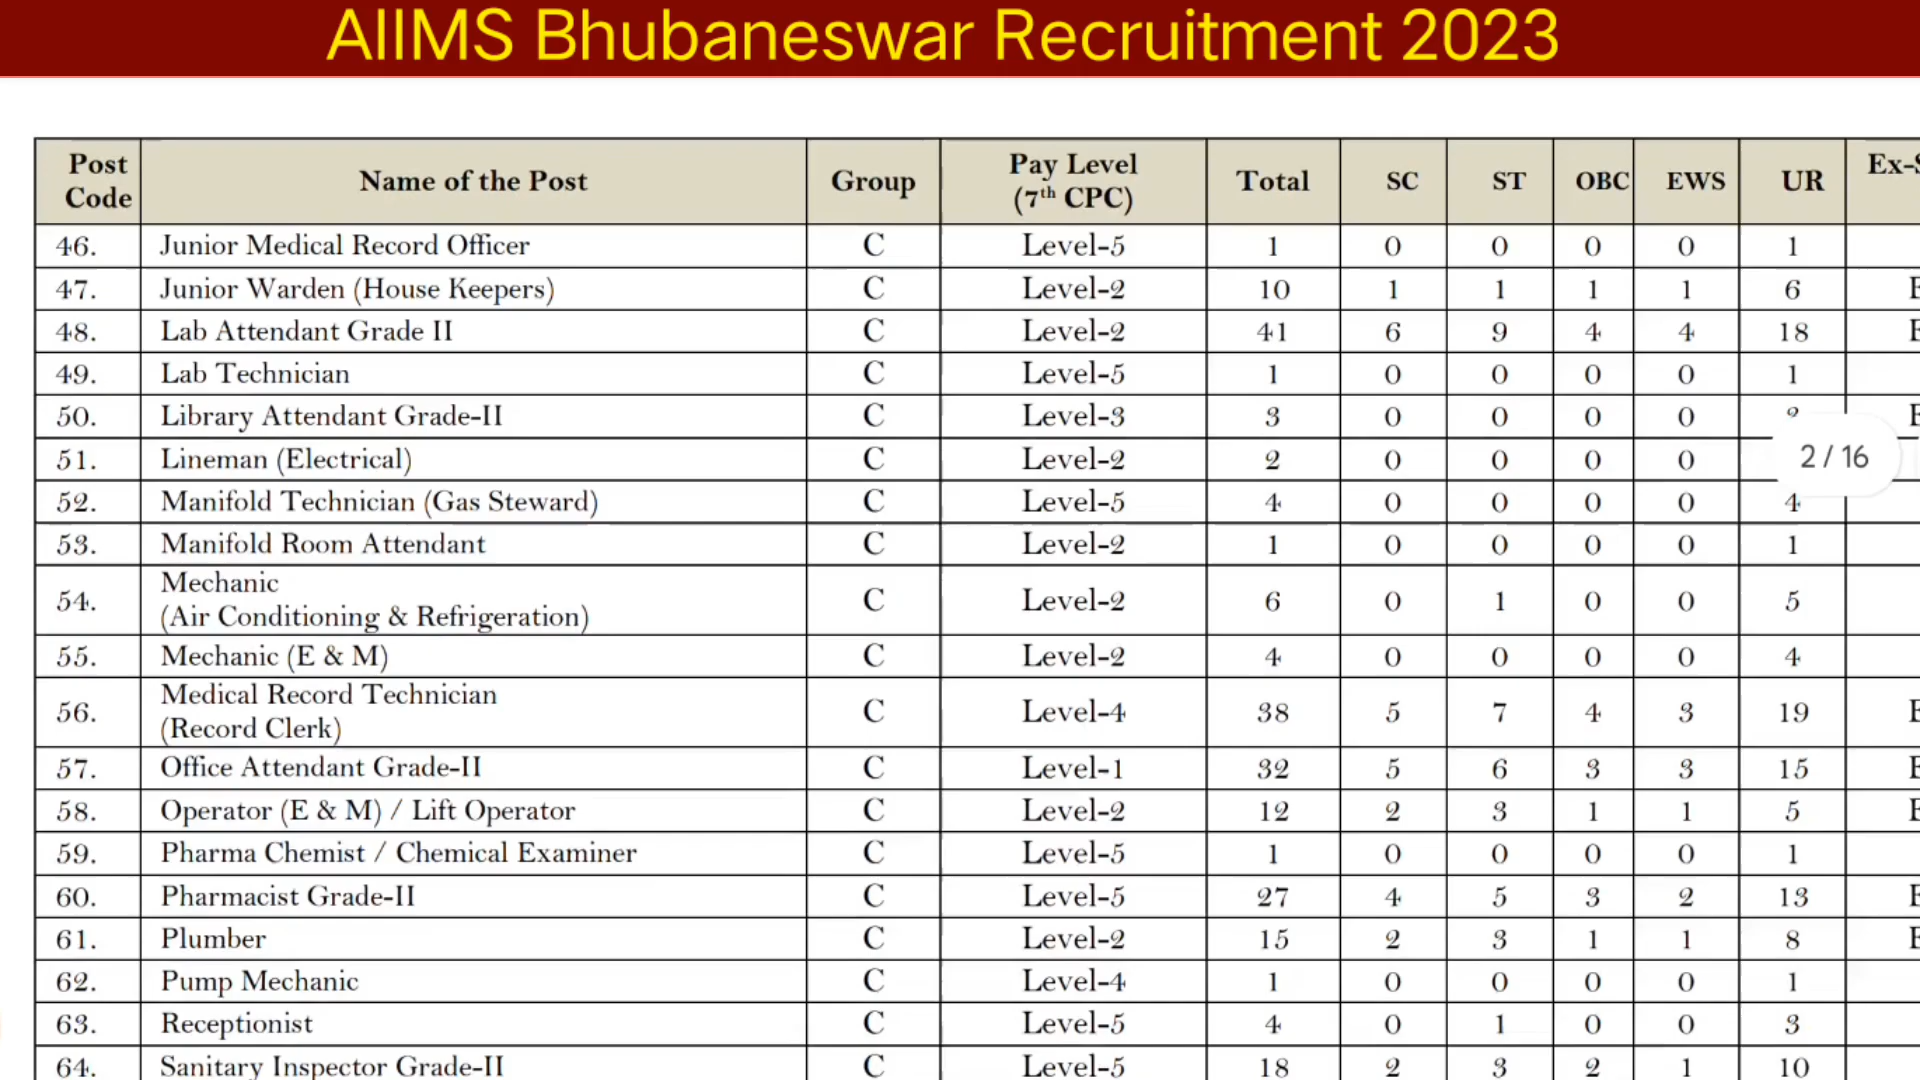 AIIMS Bhubaneswar Recruitment 2023
Post Code Name of the Post Group Pay Level (7th CPC) Total SC ST OBC EWS UR
46. Junior Medical Record Officer C Level-5 1 0 0 0 0 1
47. Junior Warden (House Keepers) C Level-2 10 1 1 1 1 6
48. Lab Attendant Grade II C Level-2 41 6 9 4 4 18
49. Lab Technician C Level-5 1 0 0 0 0 1
50. Library Attendant Grade-II C Level-3 3 0 0 0 0
51. Lineman (Electrical) C Level-2 2 0 0 0 0
2 / 16
52. Manifold Technician (Gas Steward) C Level-5 4 0 0 0 0 4
53. Manifold Room Attendant C Level-2 1 0 0 0 0 1
54. Mechanic (Air Conditioning & Refrigeration) C Level-2 6 0 1 0 0 5
55. Mechanic (E & M) C Level-2 4 0 0 0 0 4
56. Medical Record Technician (Record Clerk) C Level-4 38 5 7 4 3 19
57. Office Attendant Grade-II C Level-1 32 5 6 3 3 15
58. Operator (E & M) / Lift Operator C Level-2 12 2 3 1 1 5
59. Pharma Chemist / Chemical Examiner C Level-5 1 0 0 0 0 1
60. Pharmacist Grade-II C Level-5 27 4 5 3 2 13
61. Plumber C Level-2 15 2 3 1 1 8
62. Pump Mechanic C Level-4 1 0 0 0 0 1
63. Receptionist C Level-5 4 0 1 0 0 3
64. Sanitary Inspector Grade-II C Level-5 18 2 3 2 1 10